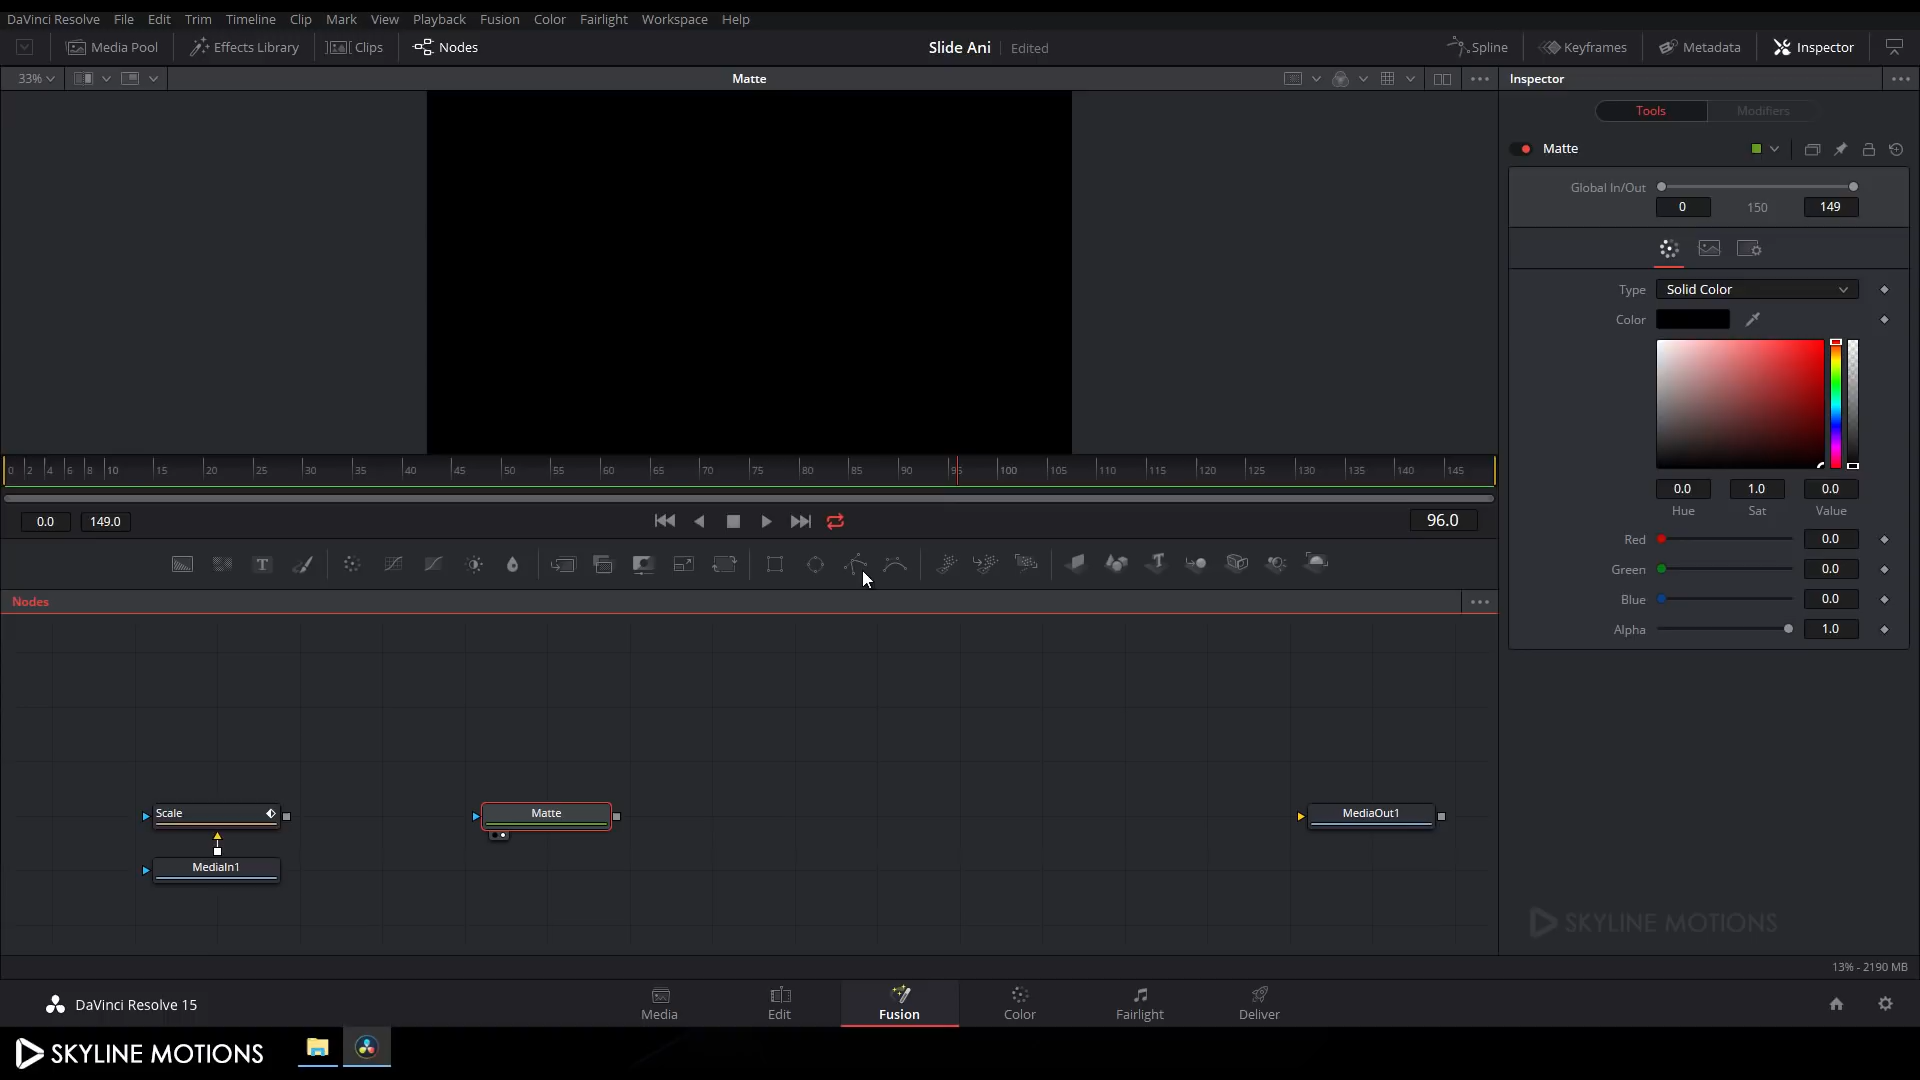 DaVinci Resolve File Edit Trim Timeline Clip Mark View Playback Fusion Color Fairlight Workspace Help
Media Pool Effects Library Clips Nodes Slide Ani Edited Spline Keyframes Metadata Inspector
33% Matte Inspector
Tools Modifiers
Matte
Global In/Out
0 150 149
Type Solid Color
Color
0 2 4 6 8 10 15 20 25 30 35 40 45 50 55 60 65 70 75 80 85 90 95 100 105 110 115 120 125 130 135 140 145
0.0 1.0 0.0
Hue Sat Value
0.0 149.0 96.0
Red 0.0
Green 0.0
Blue 0.0
Alpha 1.0
Nodes
Scale Matte MediaOut1
MediaIn1
SKYLINE MOTIONS
13% - 2190 MB
DaVinci Resolve 15
Media Edit Fusion Color Fairlight Deliver
SKYLINE MOTIONS